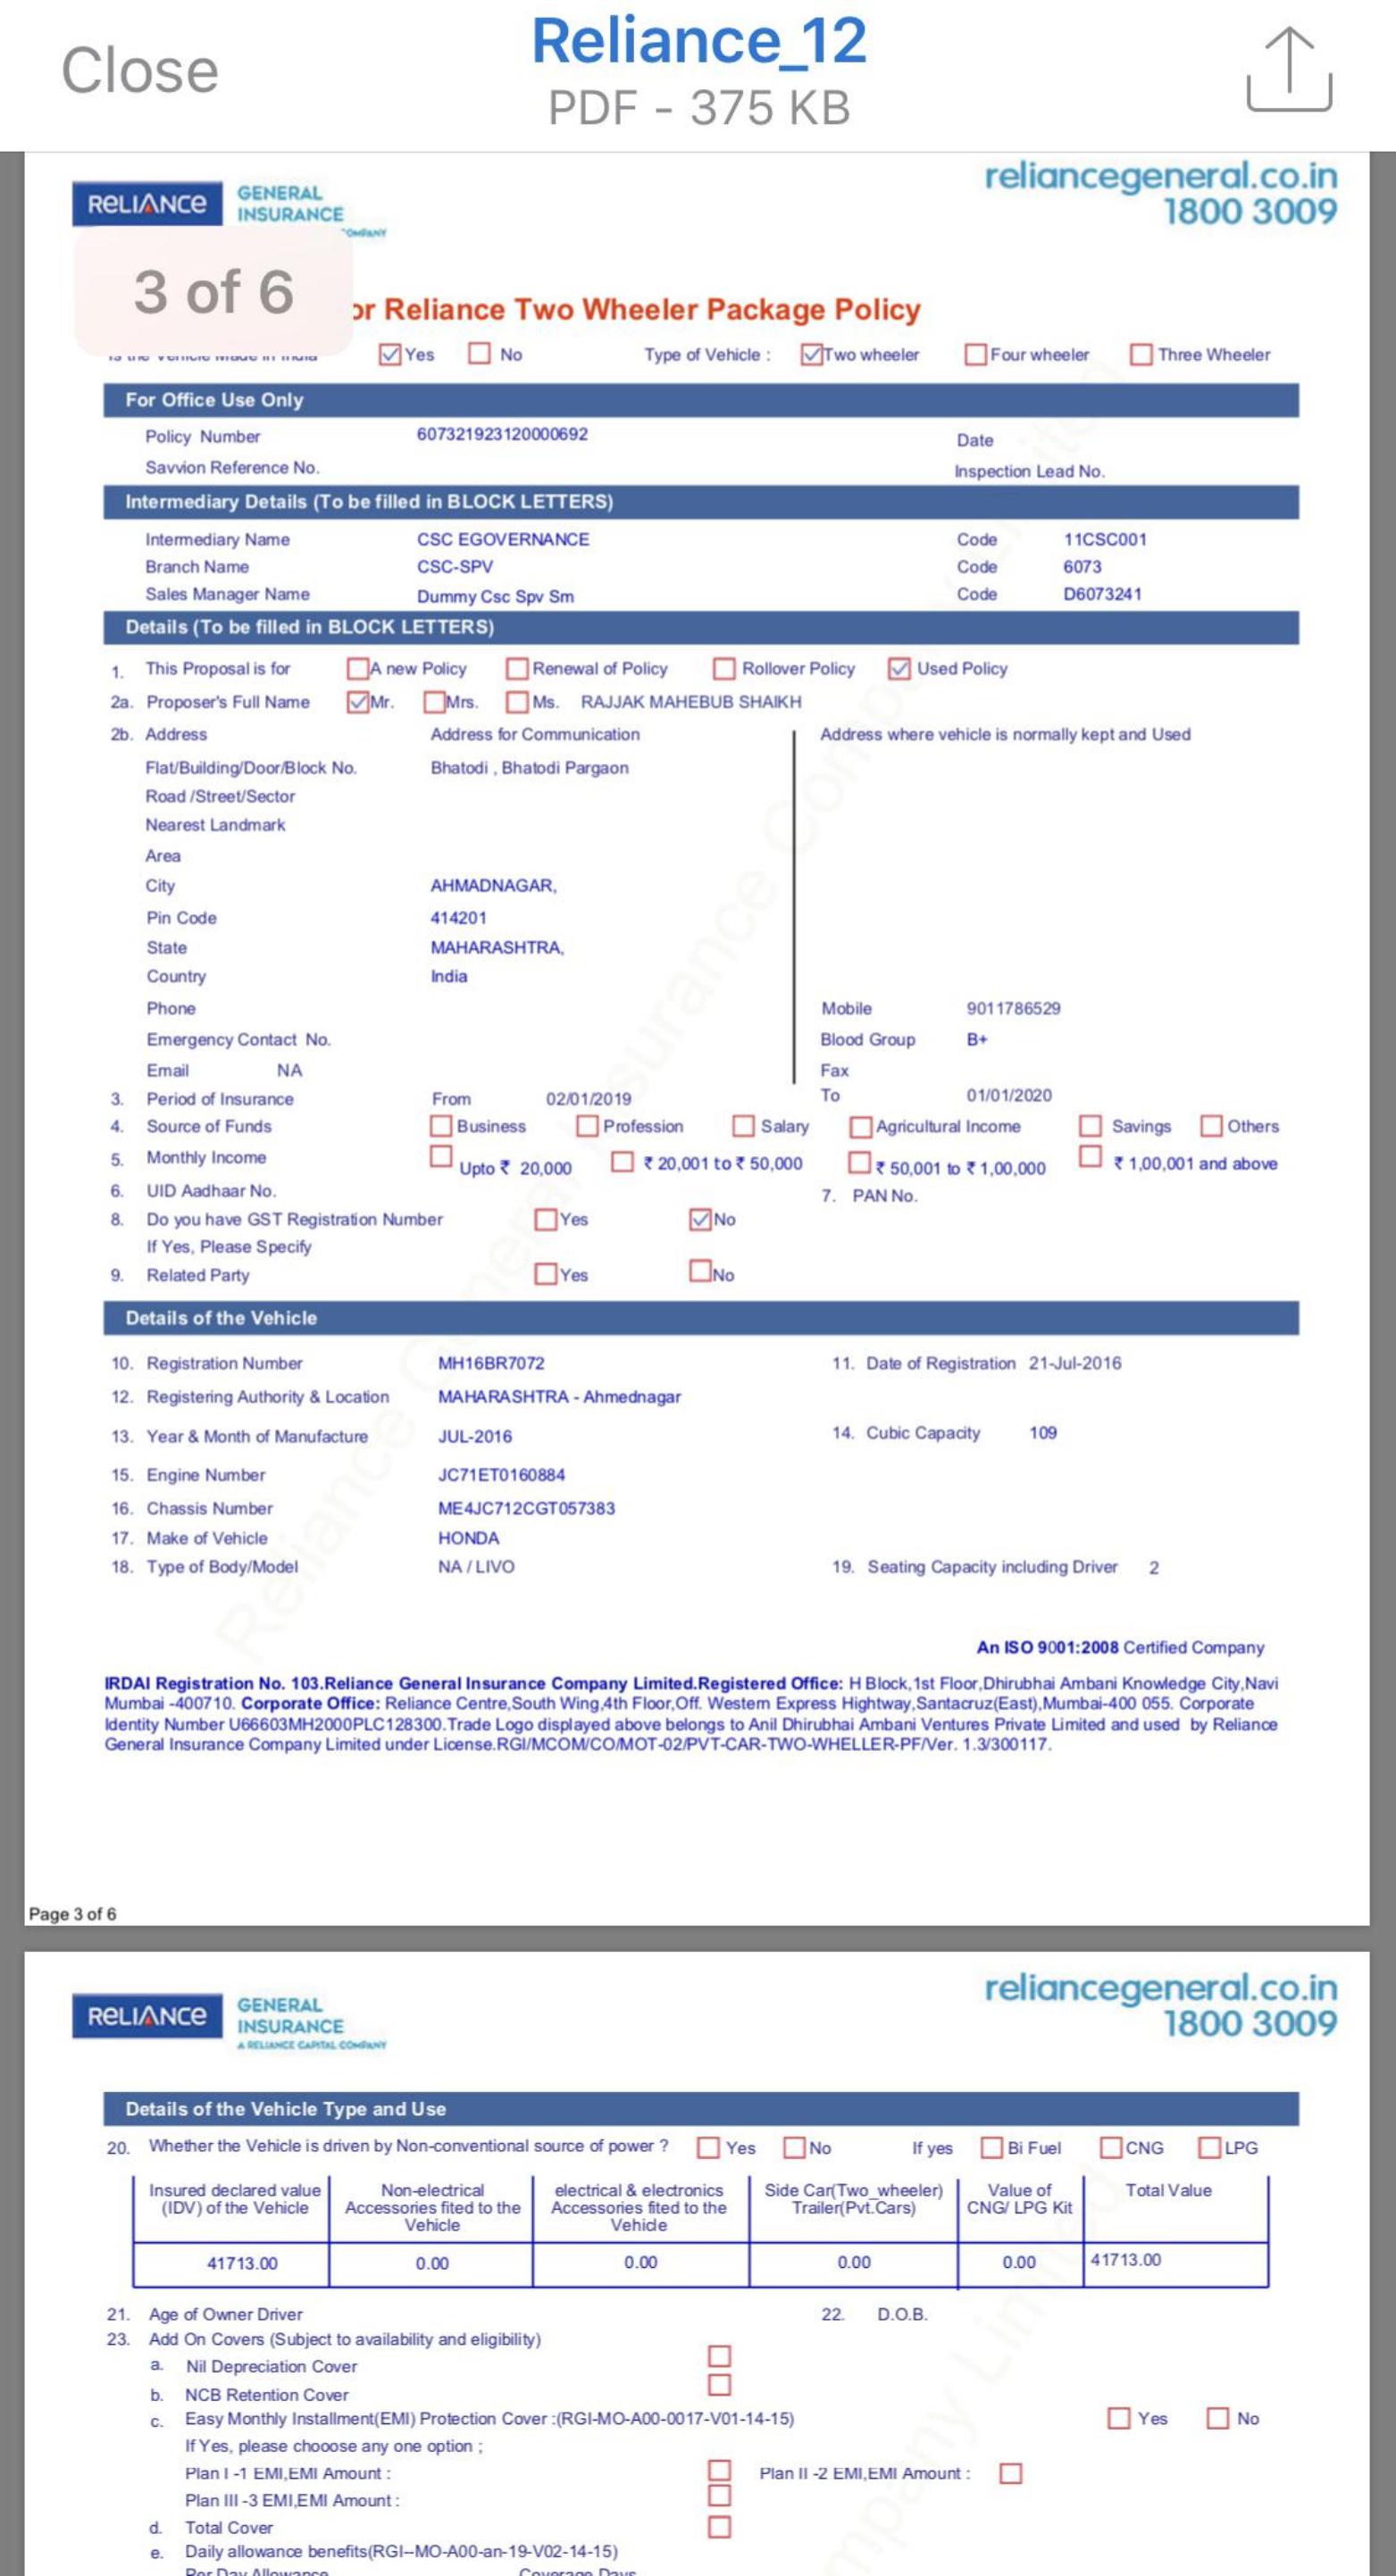 Close
Reliance_12
PDF - 375 KB
RELIANCE GENERAL INSURANCE
COMPANY
reliancegeneral.co.in
1800 3009
3 of 6
or Reliance Two Wheeler Package Policy
Is the Vehicle Made in India Yes No Type of Vehicle : Two wheeler Four wheeler Three Wheeler
For Office Use Only
Policy Number 607321923120000692 Date
Savvion Reference No. Inspection Lead No.
Intermediary Details (To be filled in BLOCK LETTERS)
Intermediary Name CSC EGOVERNANCE Code 11CSC001
Branch Name CSC-SPV Code 6073
Sales Manager Name Dummy Csc Spv Sm Code D6073241
Details (To be filled in BLOCK LETTERS)
1. This Proposal is for A new Policy Renewal of Policy Rollover Policy Used Policy
2a. Proposer's Full Name Mr. Mrs. Ms. RAJJAK MAHEBUB SHAIKH
2b. Address Address for Communication Address where vehicle is normally kept and Used
Flat/Building/Door/Block No. Bhatodi , Bhatodi Pargaon
Road /Street/Sector
Nearest Landmark
Area
City AHMADNAGAR,
Pin Code 414201
State MAHARASHTRA,
Country India
Phone Mobile 9011786529
Emergency Contact No. Blood Group B+
Email NA Fax
3. Period of Insurance From 02/01/2019 To 01/01/2020
4. Source of Funds Business Profession Salary Agricultural Income Savings Others
5. Monthly Income Upto ₹ 20,000 ₹ 20,001 to ₹ 50,000 ₹ 50,001 to ₹ 1,00,000 ₹ 1,00,001 and above
6. UID Aadhaar No. 7. PAN No.
8. Do you have GST Registration Number Yes No
If Yes, Please Specify
9. Related Party Yes No
Details of the Vehicle
10. Registration Number MH16BR7072 11. Date of Registration 21-Jul-2016
12. Registering Authority & Location MAHARASHTRA - Ahmednagar
13. Year & Month of Manufacture JUL-2016 14. Cubic Capacity 109
15. Engine Number JC71ET0160884
16. Chassis Number ME4JC712CGT057383
17. Make of Vehicle HONDA
18. Type of Body/Model NA / LIVO 19. Seating Capacity including Driver 2
An ISO 9001:2008 Certified Company
IRDAI Registration No. 103.Reliance General Insurance Company Limited.Registered Office: H Block,1st Floor,Dhirubhai Ambani Knowledge City,Navi
Mumbai -400710. Corporate Office: Reliance Centre,South Wing,4th Floor,Off. Western Express Hightway,Santacruz(East),Mumbai-400 055. Corporate
Identity Number U66603MH2000PLC128300.Trade Logo displayed above belongs to Anil Dhirubhai Ambani Ventures Private Limited and used by Reliance
General Insurance Company Limited under License.RGI/MCOM/CO/MOT-02/PVT-CAR-TWO-WHELLER-PF/Ver. 1.3/300117.
Page 3 of 6
RELIANCE GENERAL INSURANCE
A RELIANCE CAPITAL COMPANY
reliancegeneral.co.in
1800 3009
Details of the Vehicle Type and Use
20. Whether the Vehicle is driven by Non-conventional source of power ? Yes No If yes Bi Fuel CNG LPG
Insured declared value (IDV) of the Vehicle Non-electrical Accessories fited to the Vehicle electrical & electronics Accessories fited to the Vehicle Side Car(Two_wheeler) Trailer(Pvt.Cars) Value of CNG/ LPG Kit Total Value
41713.00 0.00 0.00 0.00 0.00 41713.00
21. Age of Owner Driver 22. D.O.B.
23. Add On Covers (Subject to availability and eligibility)
a. Nil Depreciation Cover
b. NCB Retention Cover
c. Easy Monthly Installment(EMI) Protection Cover :(RGI-MO-A00-0017-V01-14-15) Yes No
If Yes, please chooose any one option ;
Plan I -1 EMI,EMI Amount : Plan II -2 EMI,EMI Amount :
Plan III -3 EMI,EMI Amount :
d. Total Cover
e. Daily allowance benefits(RGI--MO-A00-an-19-V02-14-15)
Per Day Allowance Coverage Days